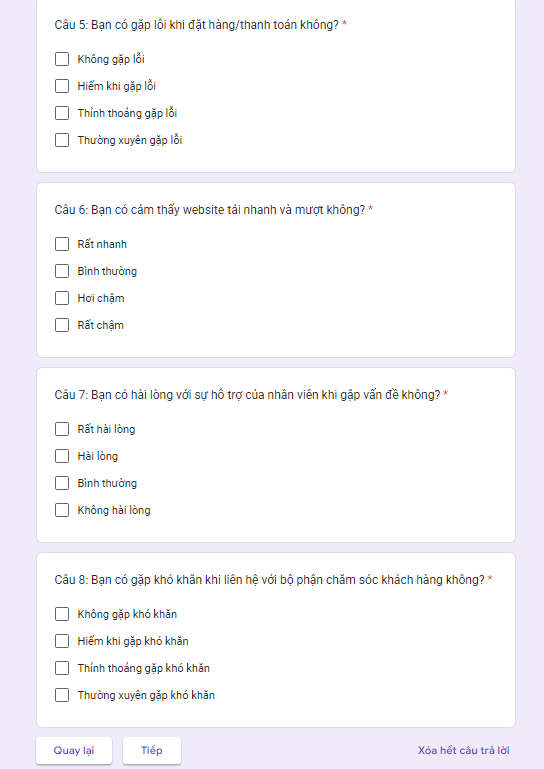 Câu 5: Bạn có gặp lỗi khi đặt hàng/thanh toán không? *
Không gặp lỗi
Hiếm khi gặp lỗi
Thỉnh thoảng gặp lỗi
Thường xuyên gặp lỗi
Câu 6: Bạn có cảm thấy website tải nhanh và mượt không? *
Rất nhanh
Bình thường
Hơi chậm
Rất chậm
Câu 7: Bạn có hài lòng với sự hỗ trợ của nhân viên khi gặp vấn đề không? *
Rất hài lòng
Hài lòng
Bình thường
Không hài lòng
Câu 8: Bạn có gặp khó khăn khi liên hệ với bộ phận chăm sóc khách hàng không? *
Không gặp khó khăn
Hiếm khi gặp khó khăn
Thỉnh thoảng gặp khó khăn
Thường xuyên gặp khó khăn
Quay lại Tiếp Xóa hết câu trả lời